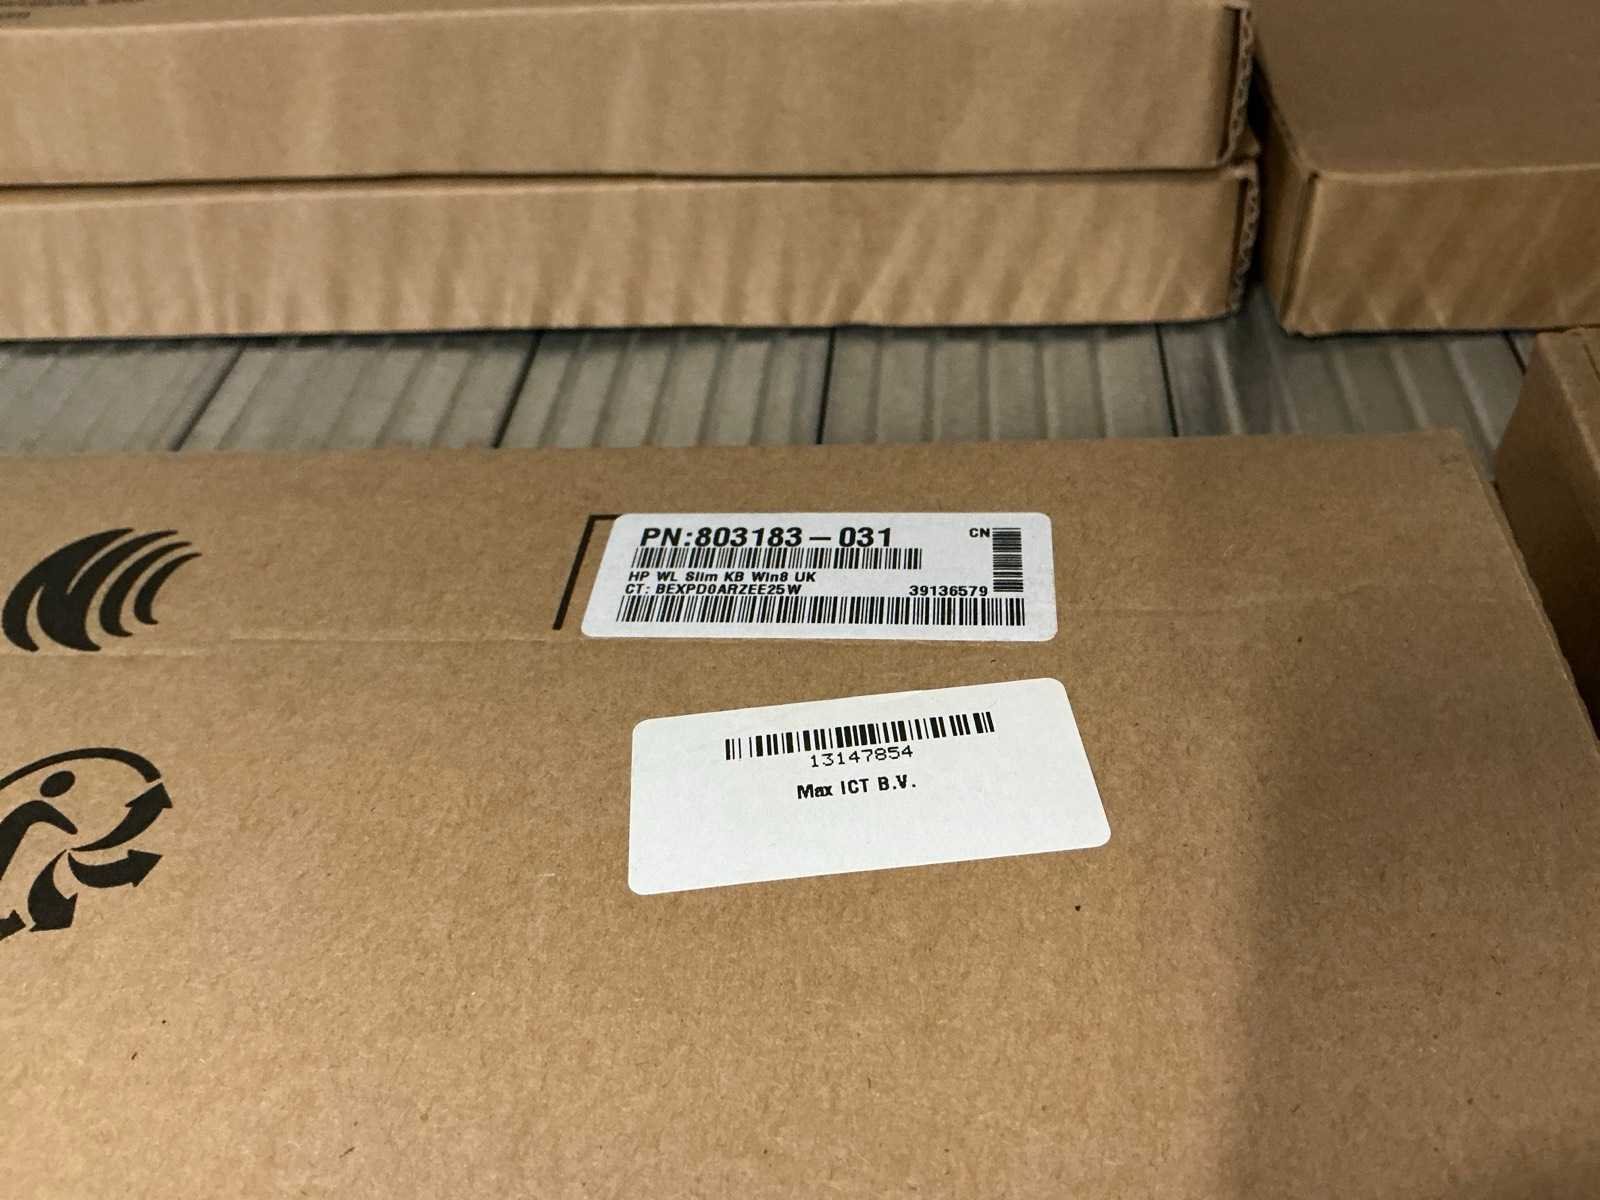 PN:803183-031
CN
HP WL Slim KB Win8 UK
CT: BEXPD0ARZEE25W
39136579
13147854
Max ICT B.V.